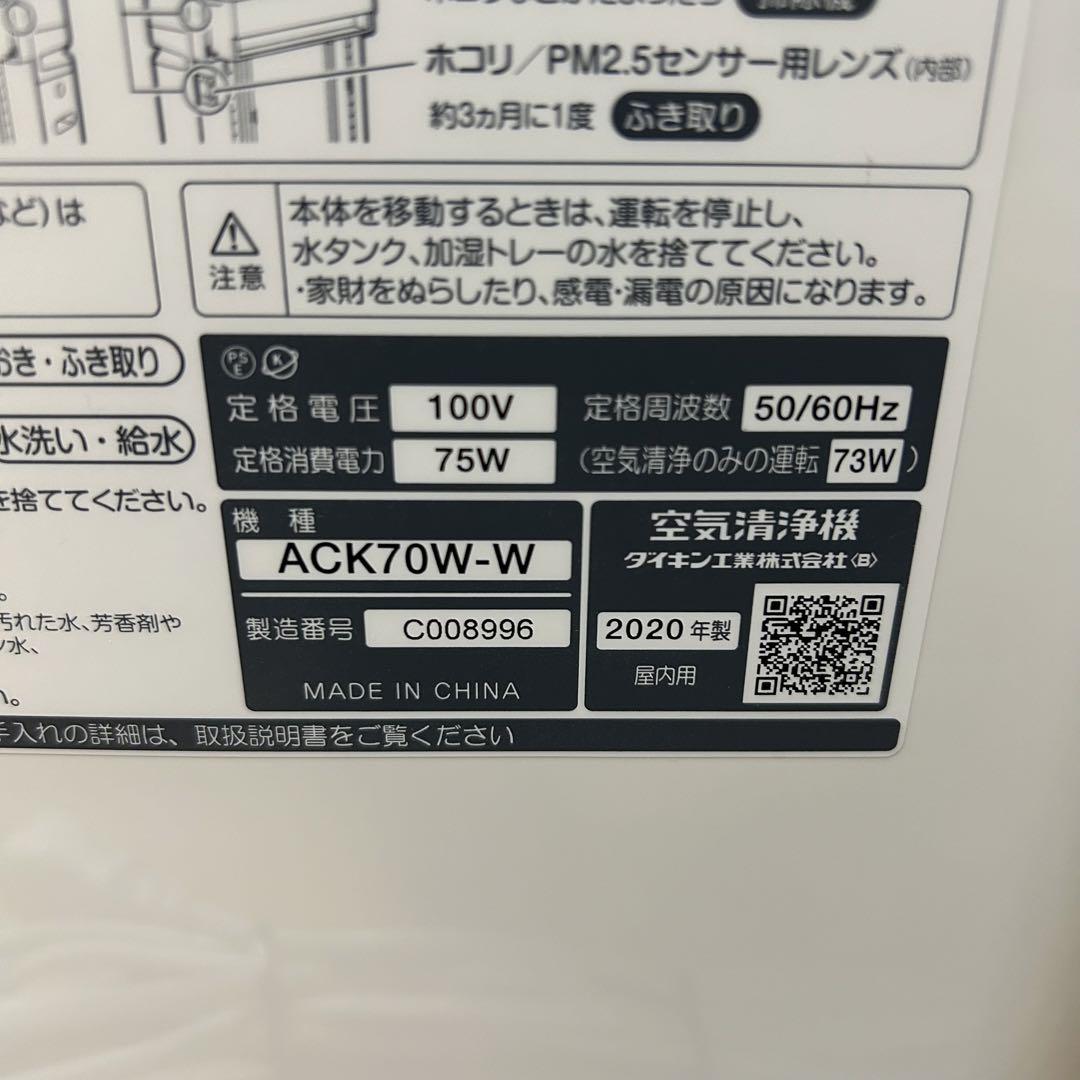 ホコリ/PM2.5センサー用レンズ(内部)
約3ヵ月に1度 ふき取り
など)は
注意
本体を移動するときは、運転を停止し、
水タンク、加湿トレーの水を捨ててください。
・家財をぬらしたり、感電・漏電の原因になります。
おき・ふき取り
水洗い・給水
を捨ててください。
汚れた水、芳香剤や
ン水、
い。
PSE K
定格電圧 100V 定格周波数 50/60Hz
定格消費電力 75W (空気清浄のみの運転 73W)
機種
ACK70W-W
製造番号 C008996
MADE IN CHINA
空気清浄機
ダイキン工業株式会社〈B〉
2020年製
屋内用
手入れの詳細は、取扱説明書をご覧ください